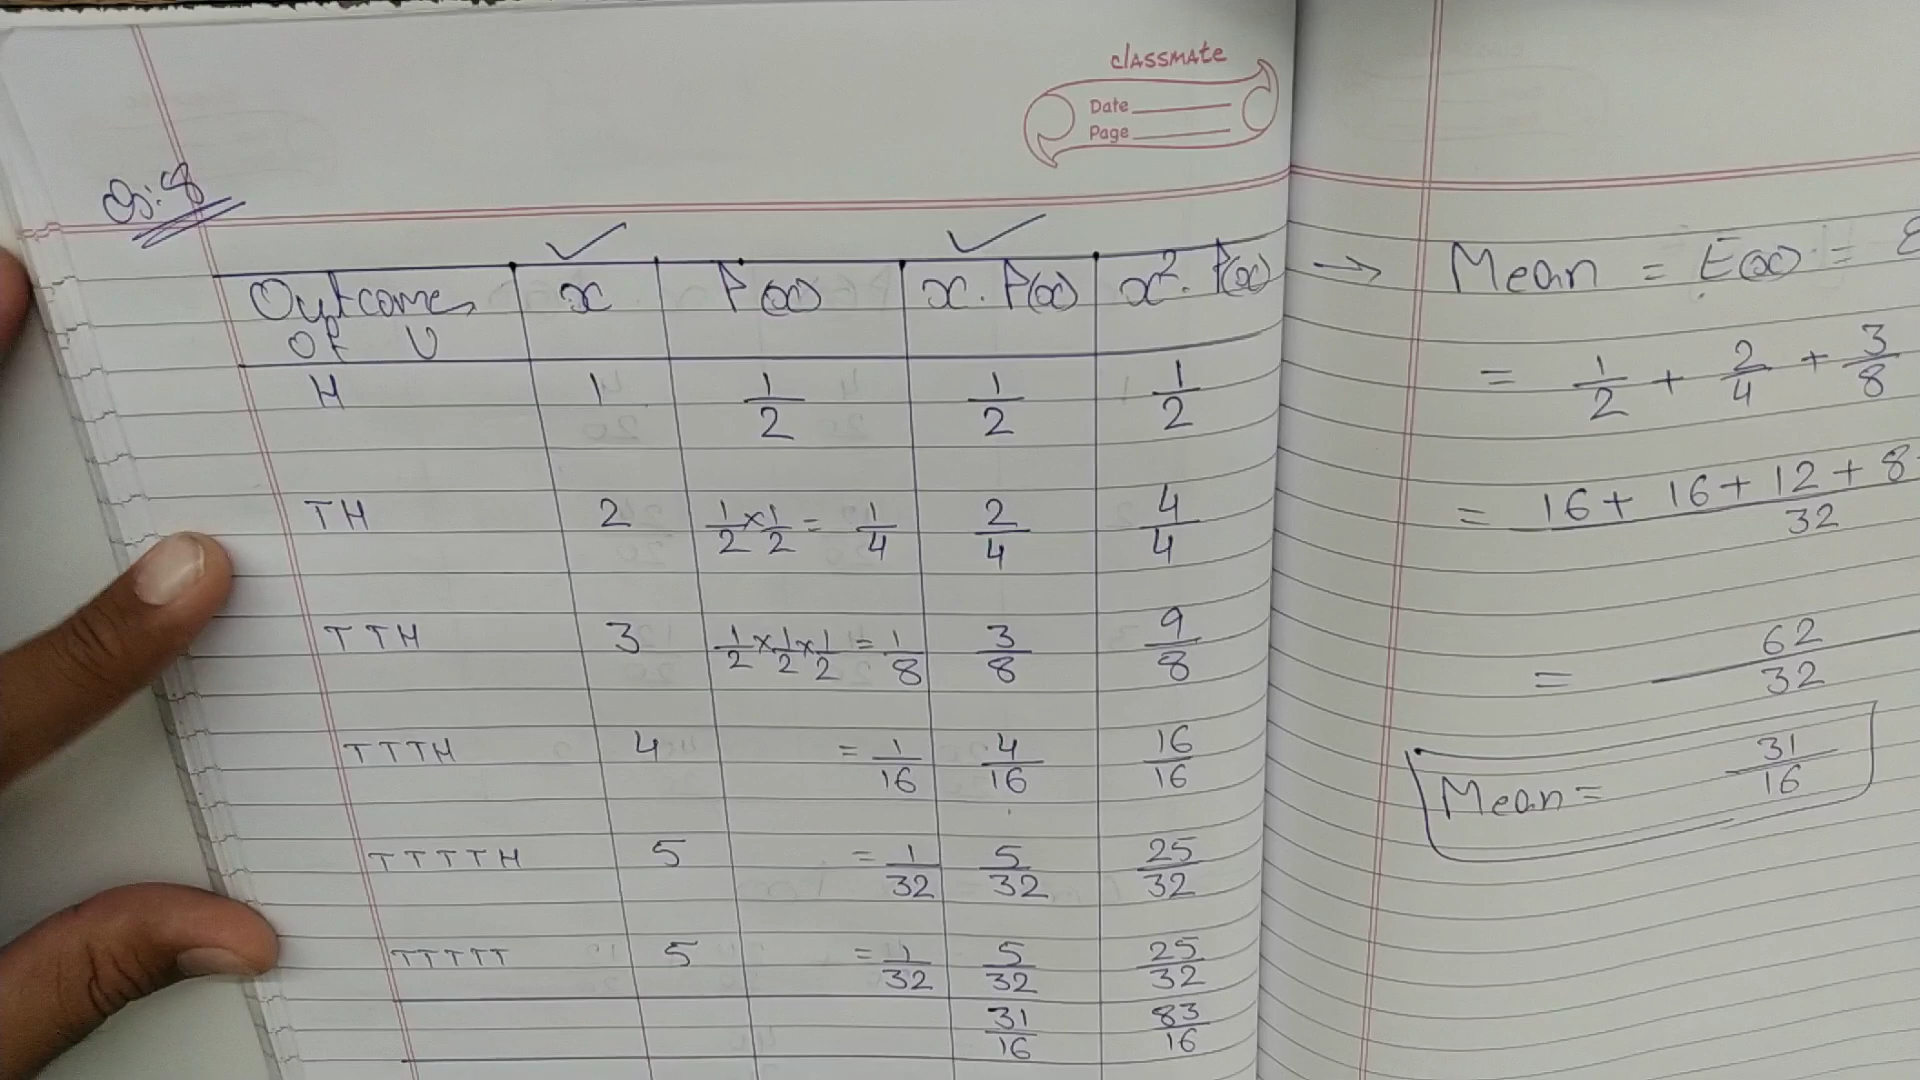 classmate
Date
Page
Qs:8
Outcomes of U | x | P(x) | x. P(x) | x². P(x)
H | 1 | 1/2 | 1/2 | 1/2
TH | 2 | 1/2 × 1/2 = 1/4 | 2/4 | 4/4
TTH | 3 | 1/2 × 1/2 × 1/2 = 1/8 | 3/8 | 9/8
TTTH | 4 | = 1/16 | 4/16 | 16/16
TTTTH | 5 | = 1/32 | 5/32 | 25/32
TTTTT | 5 | = 1/32 | 5/32 | 25/32
31/16 | 83/16
→ Mean = E(x) =
= 1/2 + 2/4 + 3/8
= 16 + 16 + 12 + 8 / 32
= 62/32
Mean = 31/16